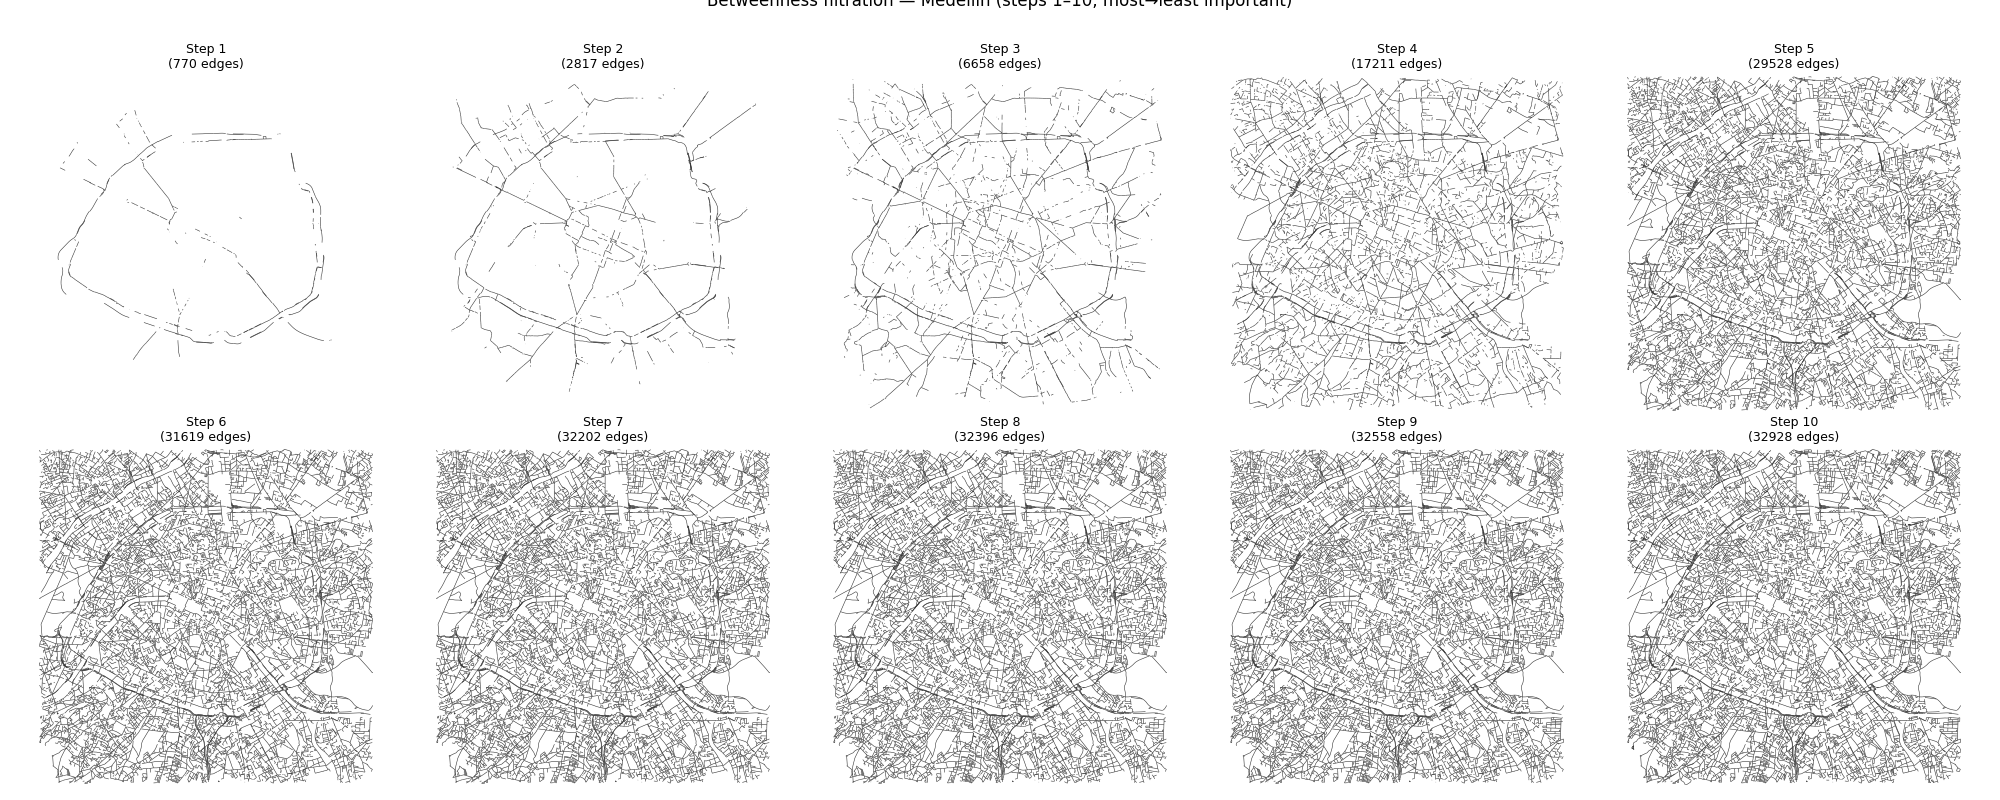 Betweenness filtration — Medellin (steps 1–10, most→least important)
Step 1
(770 edges)
Step 2
(2817 edges)
Step 3
(6658 edges)
Step 4
(17211 edges)
Step 5
(29528 edges)
Step 6
(31619 edges)
Step 7
(32202 edges)
Step 8
(32396 edges)
Step 9
(32558 edges)
Step 10
(32928 edges)